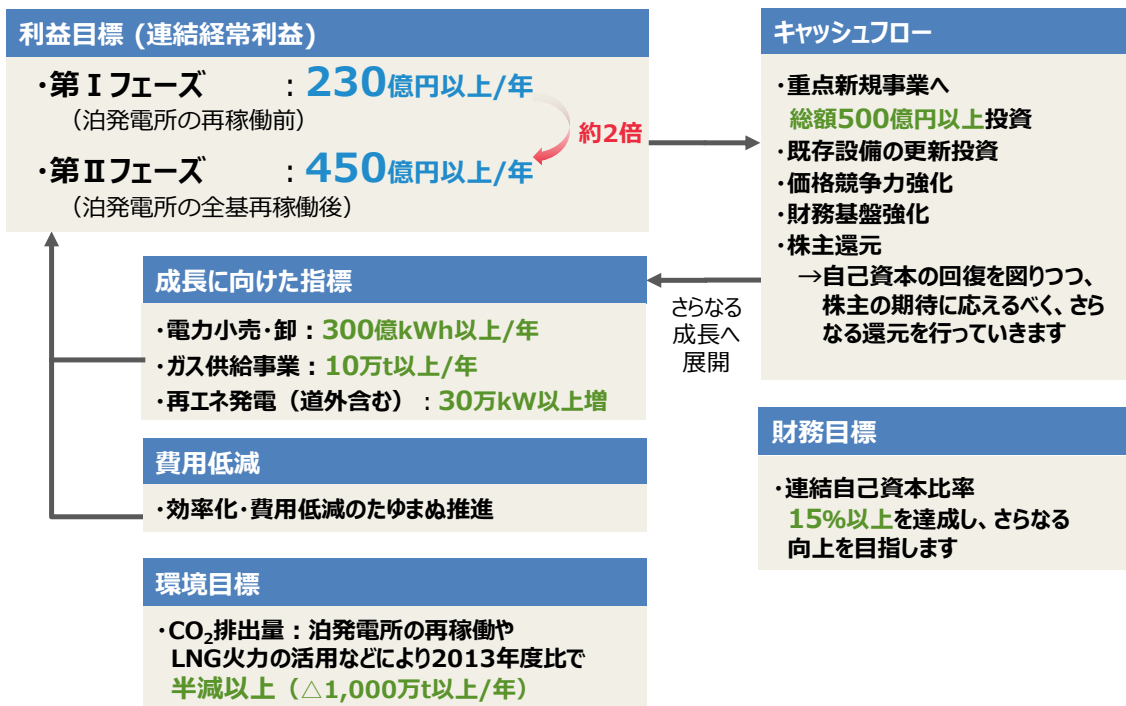 利益目標 (連結経常利益)
・第Ⅰフェーズ ：230億円以上/年
（泊発電所の再稼働前）
約2倍
・第Ⅱフェーズ ：450億円以上/年
（泊発電所の全基再稼働後）
キャッシュフロー
・重点新規事業へ
総額500億円以上投資
・既存設備の更新投資
・価格競争力強化
・財務基盤強化
・株主還元
→自己資本の回復を図りつつ、
株主の期待に応えるべく、さら
なる還元を行っていきます
さらなる
成長へ
展開
成長に向けた指標
・電力小売・卸：300億kWh以上/年
・ガス供給事業：10万t以上/年
・再エネ発電（道外含む）：30万kW以上増
費用低減
・効率化・費用低減のたゆまぬ推進
財務目標
・連結自己資本比率
15%以上を達成し、さらなる
向上を目指します
環境目標
・CO₂排出量：泊発電所の再稼働や
LNG火力の活用などにより2013年度比で
半減以上（△1,000万t以上/年）